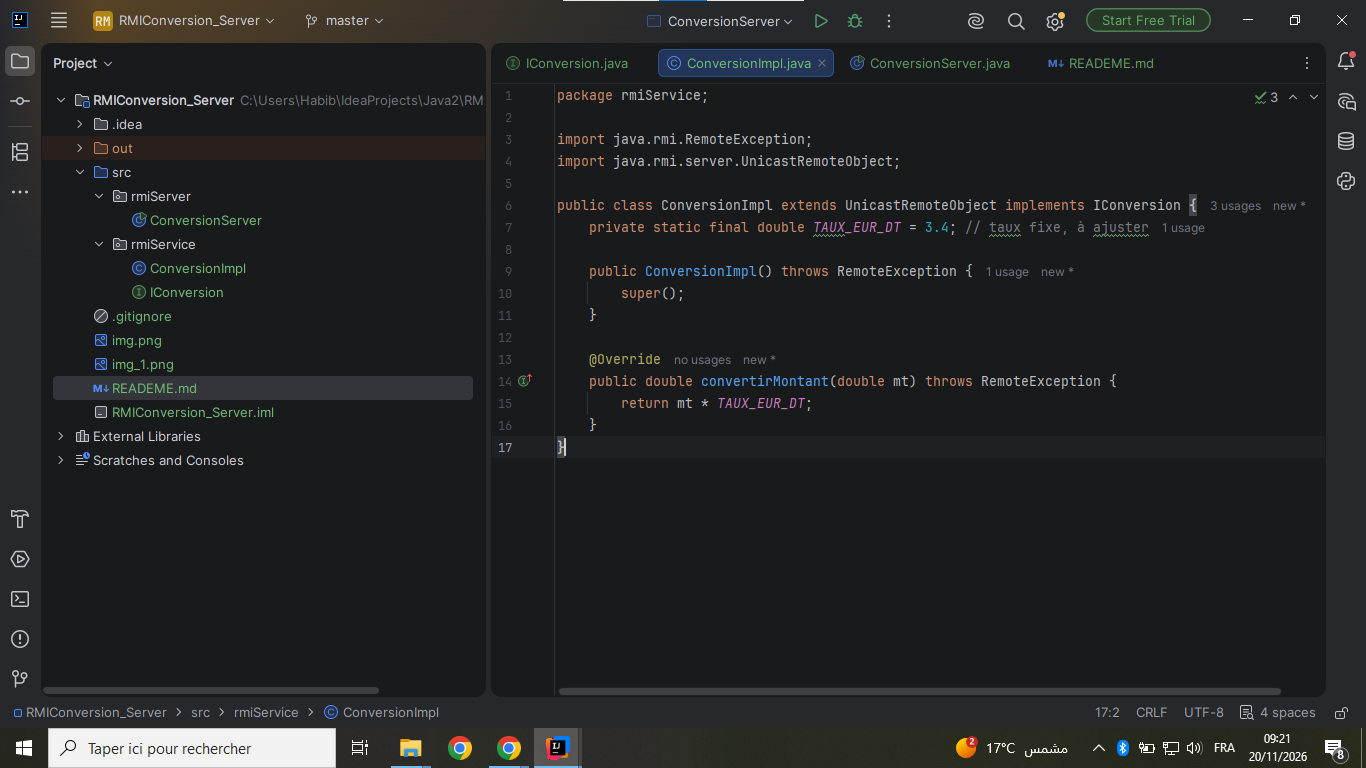 RM RMIConversion_Server master ConversionServer Start Free Trial
Project
RMIConversion_Server C:\Users\Habib\IdeaProjects\Java2\RM
.idea
out
src
rmiServer
ConversionServer
rmiService
ConversionImpl
IConversion
.gitignore
img.png
img_1.png
M↓ READEME.md
RMIConversion_Server.iml
External Libraries
Scratches and Consoles
IConversion.java ConversionImpl.java ConversionServer.java M↓ READEME.md
3
1 package rmiService;
2
3 import java.rmi.RemoteException;
4 import java.rmi.server.UnicastRemoteObject;
5
6 public class ConversionImpl extends UnicastRemoteObject implements IConversion { 3 usages new *
7 private static final double TAUX_EUR_DT = 3.4; // taux fixe, à ajuster 1 usage
8
9 public ConversionImpl() throws RemoteException { 1 usage new *
10 super();
11 }
12
13 @Override no usages new *
14 public double convertirMontant(double mt) throws RemoteException {
15 return mt * TAUX_EUR_DT;
16 }
17 }
RMIConversion_Server > src > rmiService > ConversionImpl 17:2 CRLF UTF-8 4 spaces
Taper ici pour rechercher
2 17°C مشمس FRA 09:21
20/11/2026
8